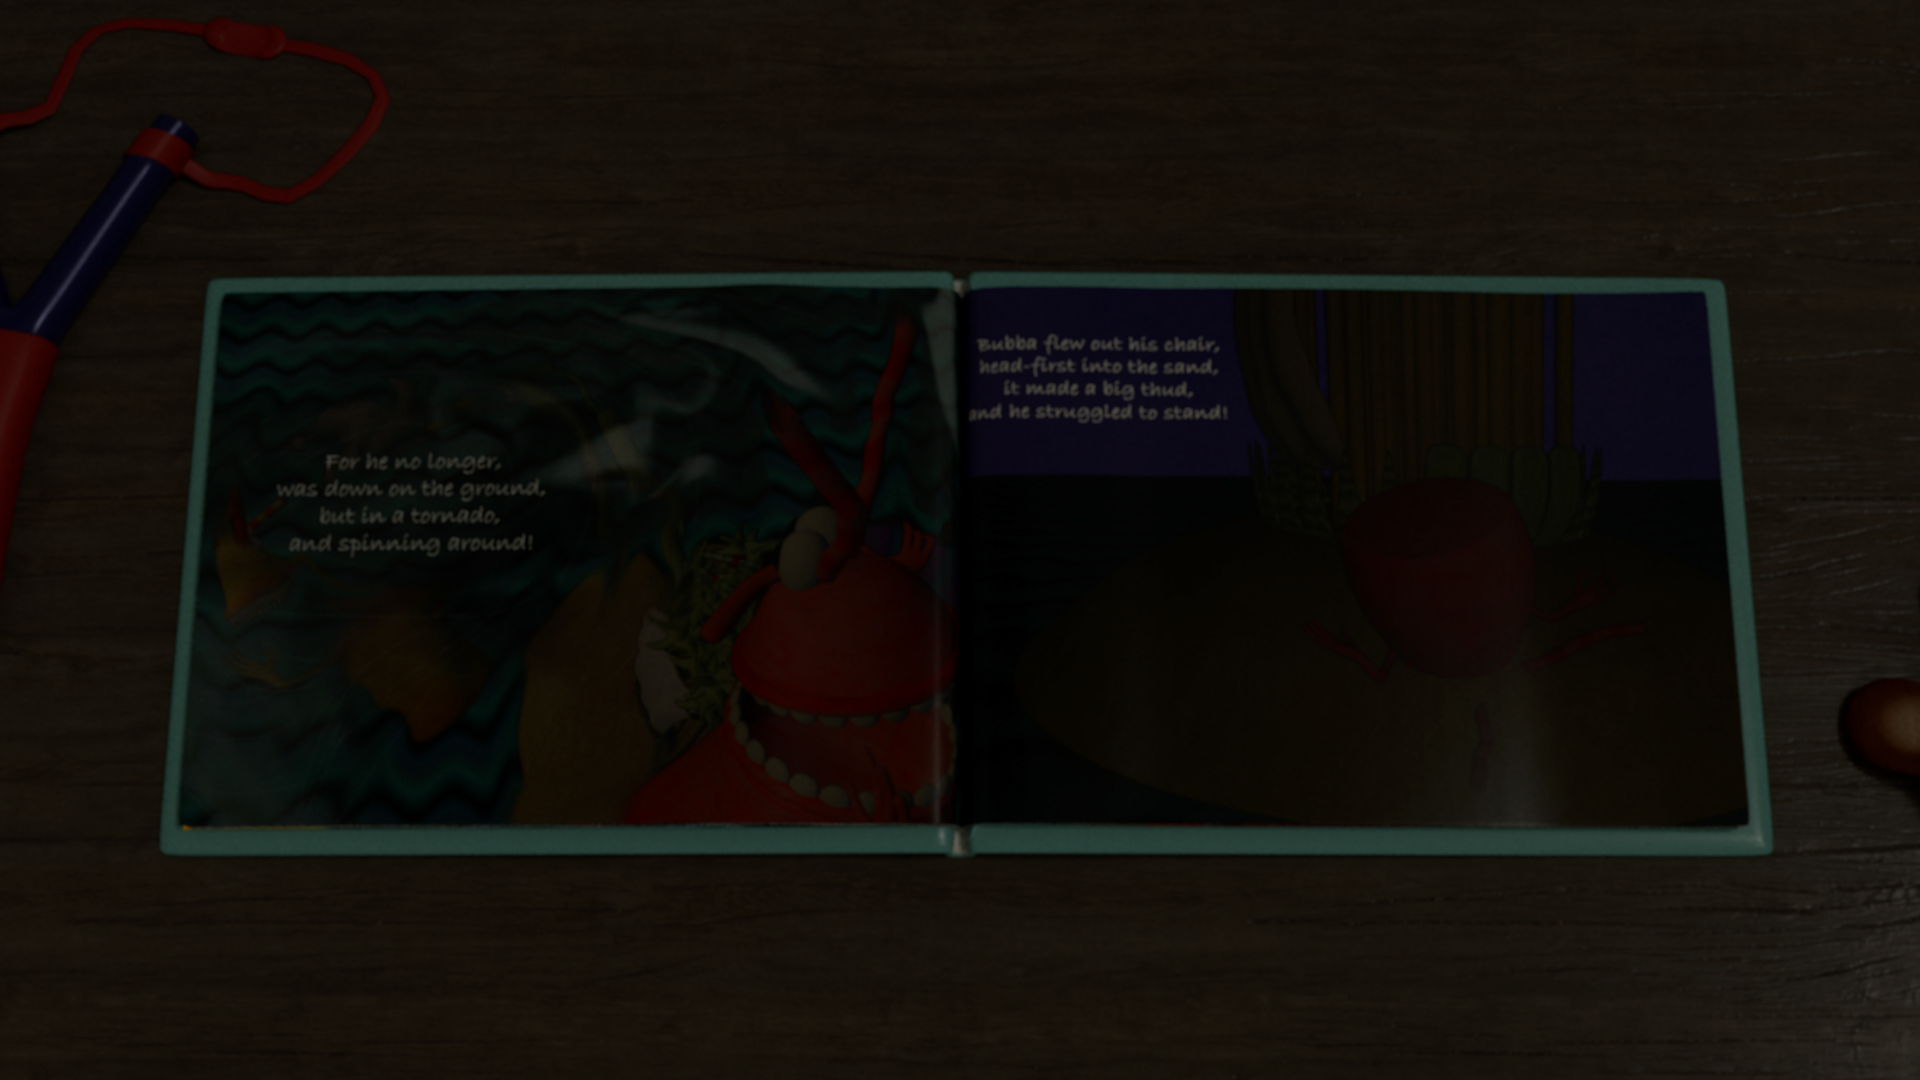 For he no longer,
was down on the ground,
but in a tornado,
and spinning around!
Bubba flew out his chair,
head-first into the sand,
it made a big thud,
and he struggled to stand!